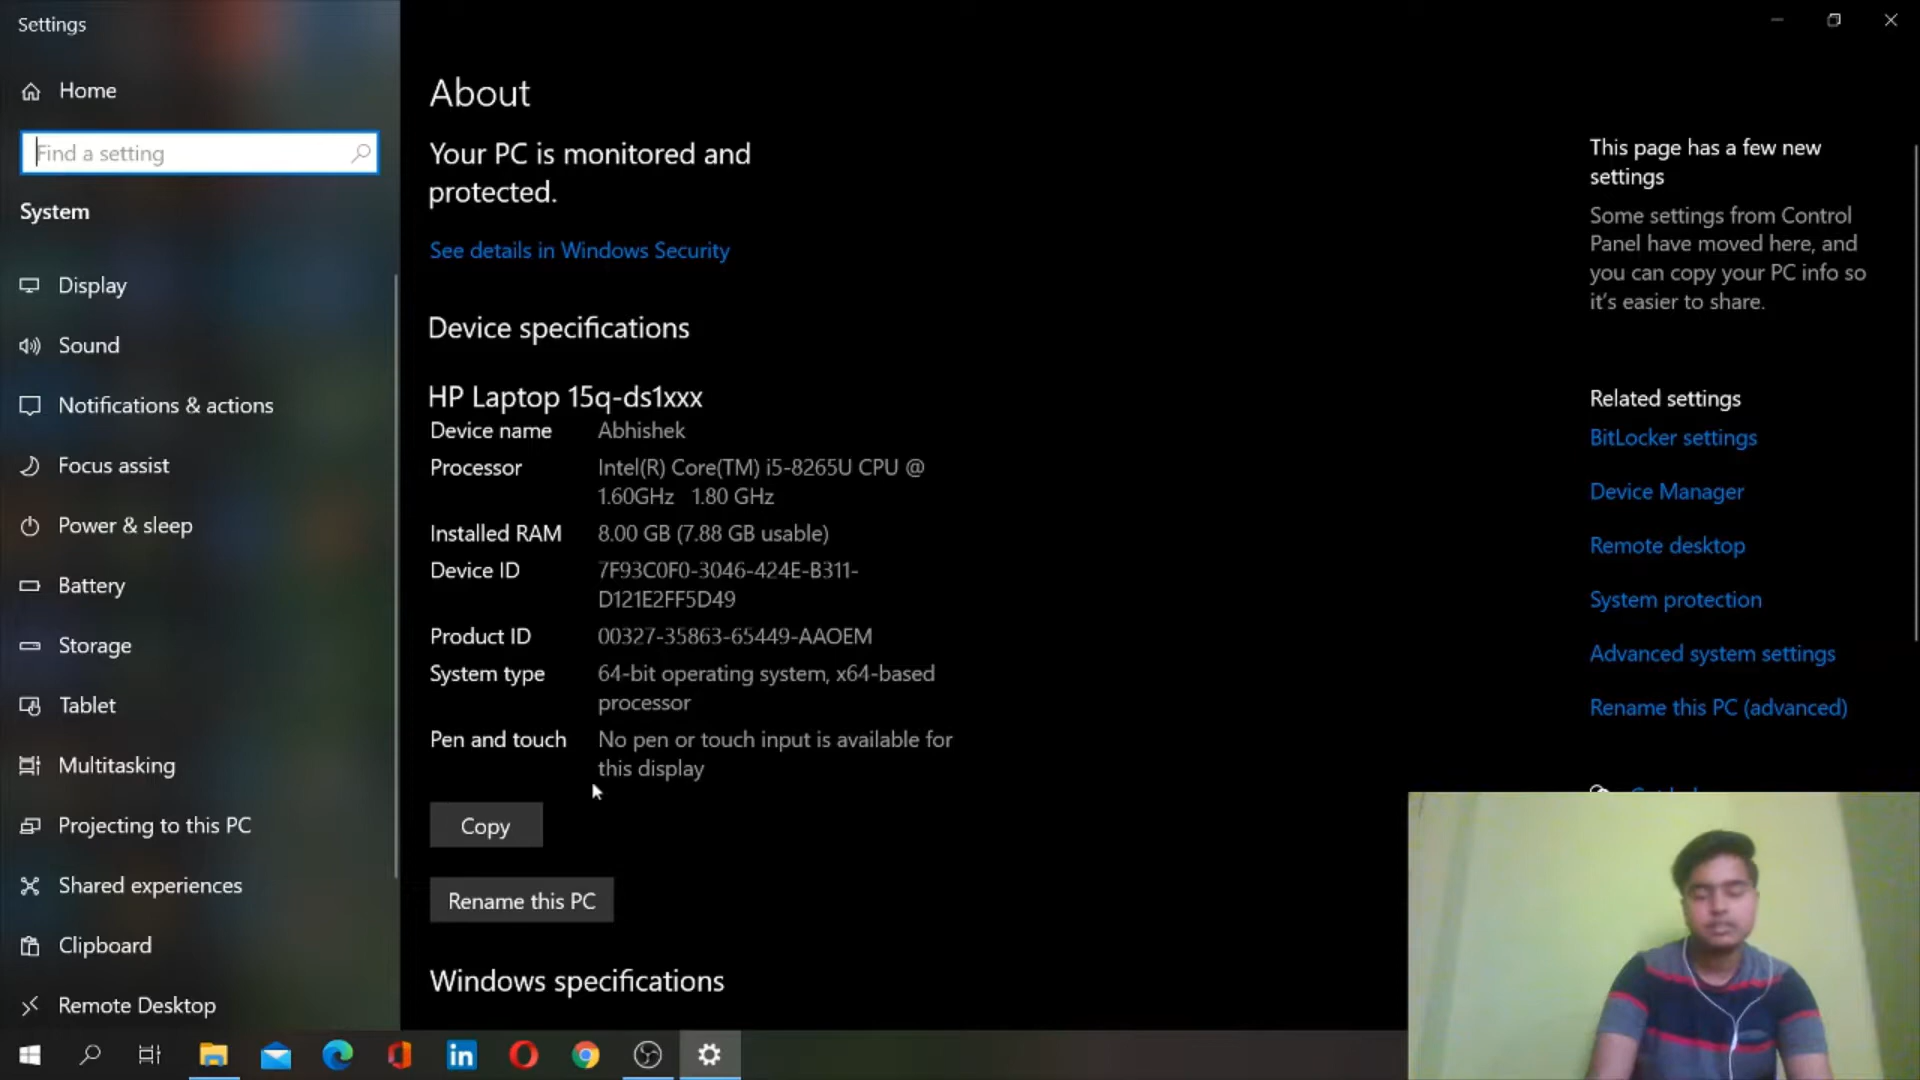 Settings
Home
Find a setting
System
Display
Sound
Notifications & actions
Focus assist
Power & sleep
Battery
Storage
Tablet
Multitasking
Projecting to this PC
Shared experiences
Clipboard
Remote Desktop
About
Your PC is monitored and
protected.
See details in Windows Security
Device specifications
HP Laptop 15q-ds1xxx
Device name Abhishek
Processor Intel(R) Core(TM) i5-8265U CPU @
1.60GHz 1.80 GHz
Installed RAM 8.00 GB (7.88 GB usable)
Device ID 7F93C0F0-3046-424E-B311-
D121E2FF5D49
Product ID 00327-35863-65449-AAOEM
System type 64-bit operating system, x64-based
processor
Pen and touch No pen or touch input is available for
this display
Copy
Rename this PC
Windows specifications
This page has a few new
settings
Some settings from Control
Panel have moved here, and
you can copy your PC info so
it's easier to share.
Related settings
BitLocker settings
Device Manager
Remote desktop
System protection
Advanced system settings
Rename this PC (advanced)
in